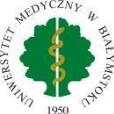 UNIWERSYTET MEDYCZNY W BIAŁYMSTOKU
1950